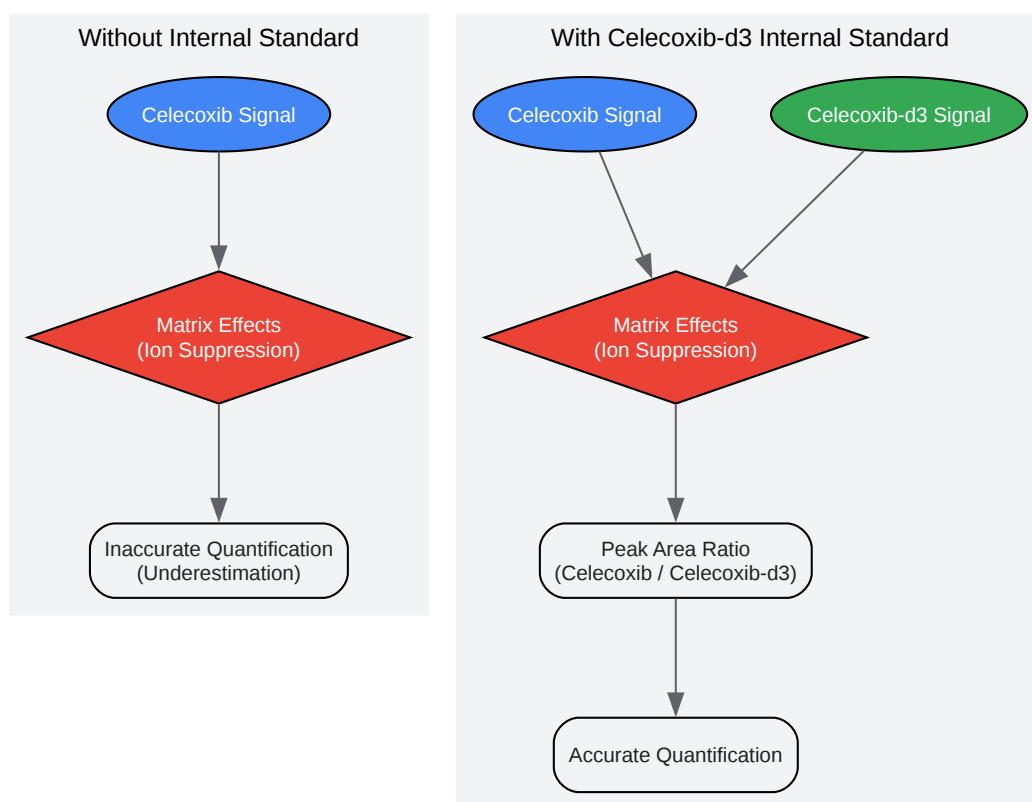 Without Internal Standard
Celecoxib Signal
Matrix Effects
(Ion Suppression)
Inaccurate Quantification
(Underestimation)
With Celecoxib-d3 Internal Standard
Celecoxib Signal
Celecoxib-d3 Signal
Matrix Effects
(Ion Suppression)
Peak Area Ratio
(Celecoxib / Celecoxib-d3)
Accurate Quantification